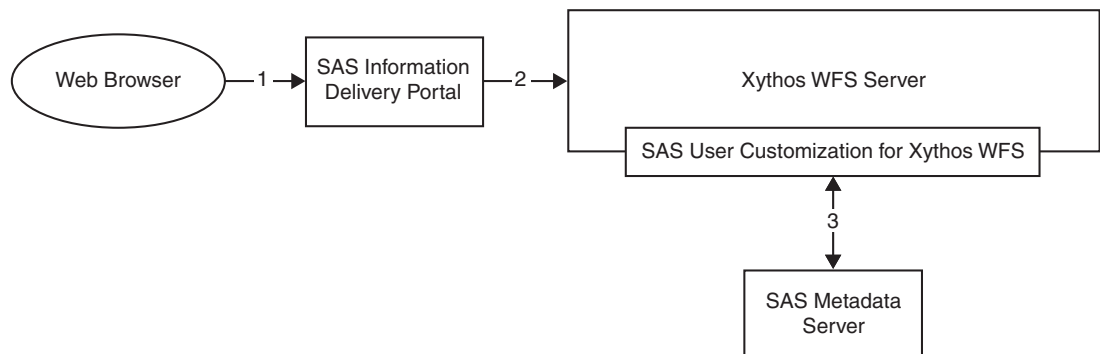 Web Browser
1
SAS Information
Delivery Portal
2
Xythos WFS Server
SAS User Customization for Xythos WFS
3
SAS Metadata
Server